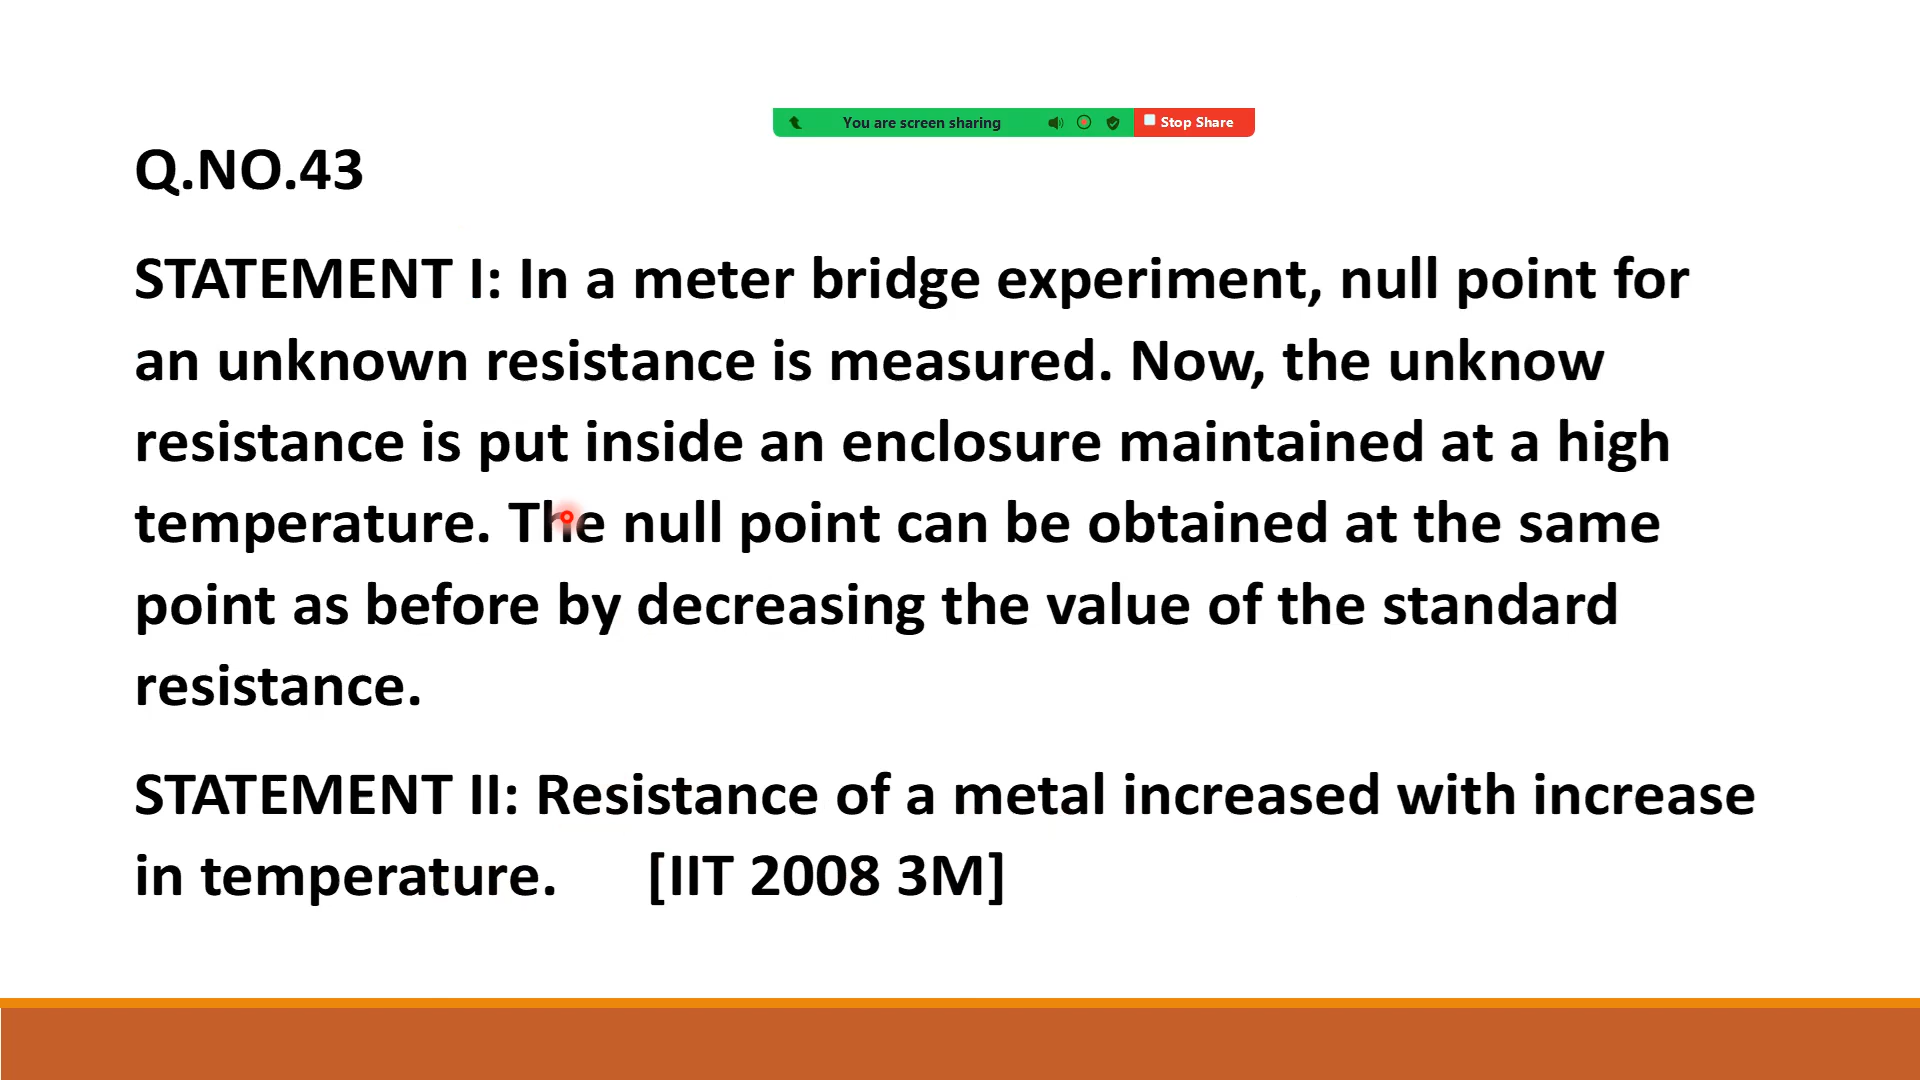 You are screen sharing
Stop Share
Q.NO.43
STATEMENT I: In a meter bridge experiment, null point for
an unknown resistance is measured. Now, the unknow
resistance is put inside an enclosure maintained at a high
temperature. The null point can be obtained at the same
point as before by decreasing the value of the standard
resistance.
STATEMENT II: Resistance of a metal increased with increase
in temperature. [IIT 2008 3M]